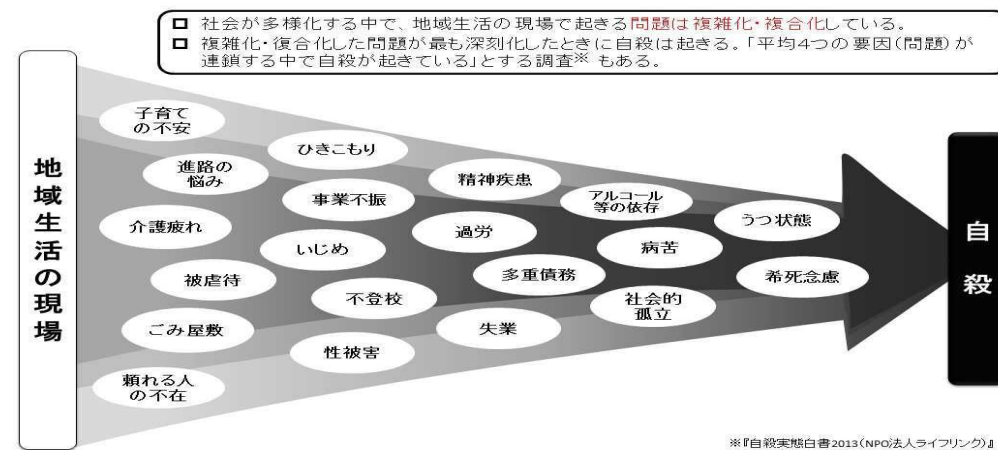 □ 社会が多様化する中で、地域生活の現場で起きる問題は複雑化・複合化している。
□ 複雑化・復合化した問題が最も深刻化したときに自殺は起きる。「平均4つの要因(問題)が
連鎖する中で自殺が起きている」とする調査※ もある。
地域生活の現場
子育て
の不安
進路の
悩み
介護疲れ
被虐待
ごみ屋敷
頼れる人
の不在
ひきこもり
事業不振
いじめ
不登校
性被害
精神疾患
過労
多重債務
失業
アルコール
等の依存
病苦
社会的
孤立
うつ状態
希死念慮
自殺
※『自殺実態白書2013(NPO法人ライフリンク)』